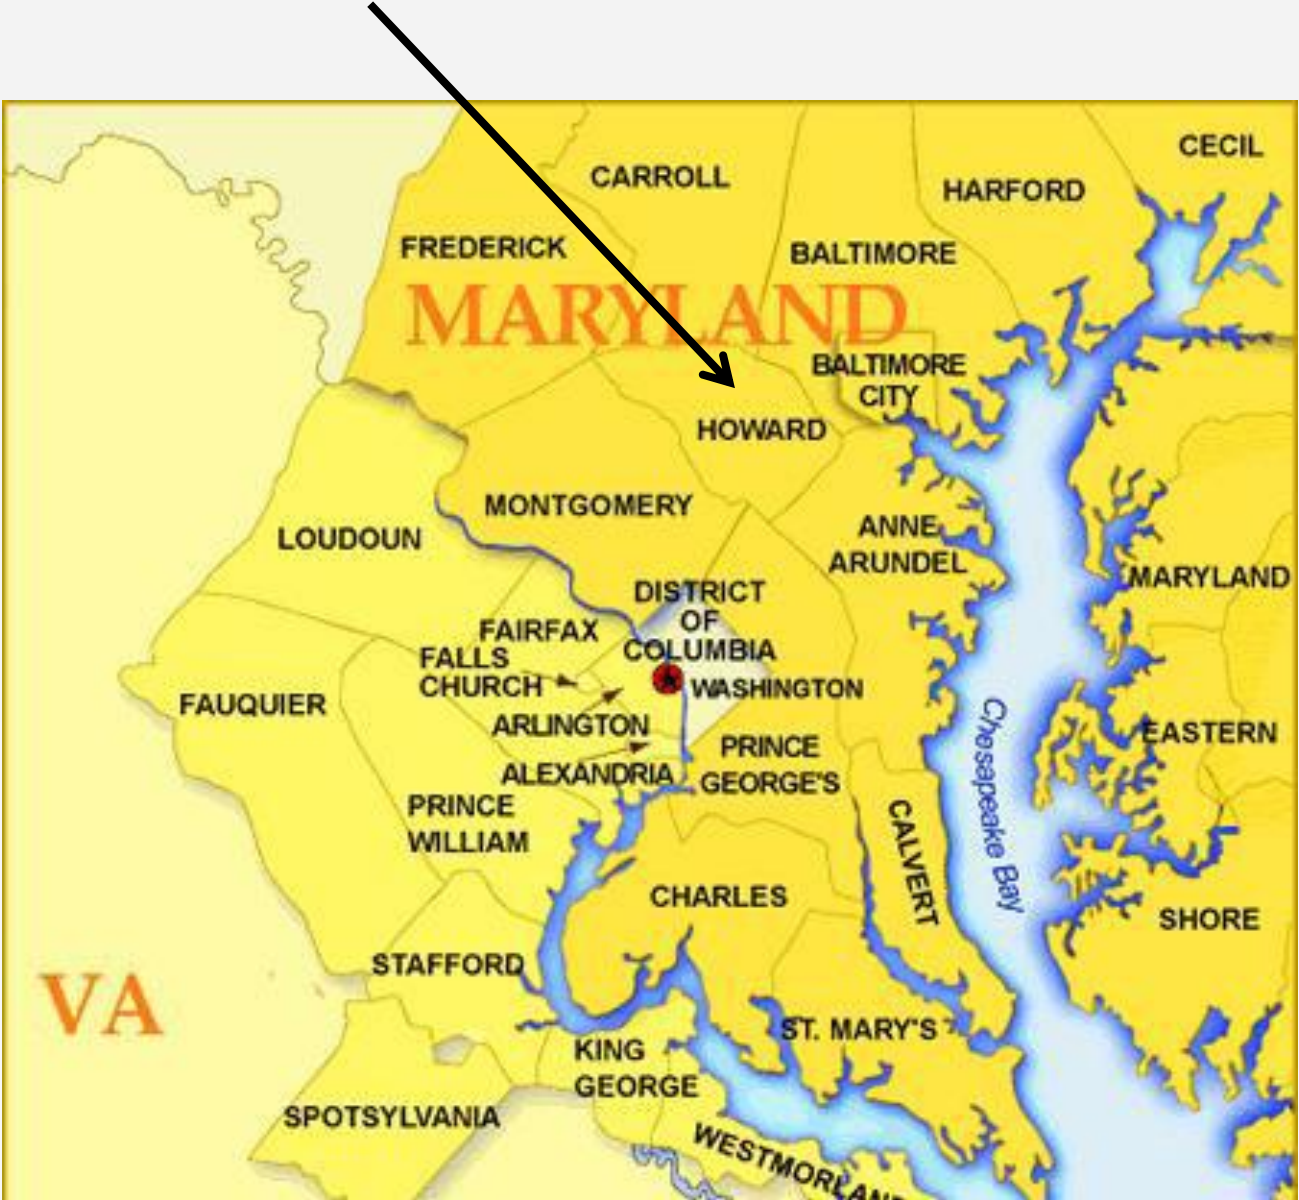 CECIL
CARROLL
HARFORD
FREDERICK
BALTIMORE
MARYLAND
BALTIMORE
CITY
HOWARD
MONTGOMERY
LOUDOUN
ANNE
ARUNDEL
MARYLAND
DISTRICT
OF
COLUMBIA
FAIRFAX
FALLS
CHURCH
WASHINGTON
FAUQUIER
ARLINGTON
EASTERN
PRINCE
GEORGE'S
ALEXANDRIA
PRINCE
WILLIAM
CALVERT
Chesapeake Bay
CHARLES
SHORE
STAFFORD
VA
ST. MARY'S
KING
GEORGE
SPOTSYLVANIA
WESTMORLAND